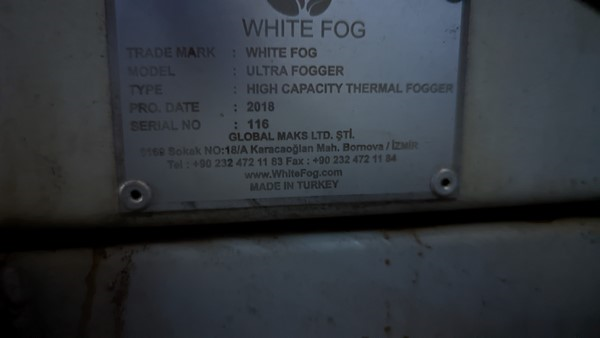 WHITE FOG
TRADE MARK : WHITE FOG
MODEL : ULTRA FOGGER
TYPE : HIGH CAPACITY THERMAL FOGGER
PRO. DATE : 2018
SERIAL NO : 116
GLOBAL MAKS LTD. ŞTİ.
1169 Sokak NO:18/A Karacaoğlan Mah. Bornova / İZMİR
Tel : +90 232 472 11 63 Fax : +90 232 472 11 84
www.WhiteFog.com
MADE IN TURKEY